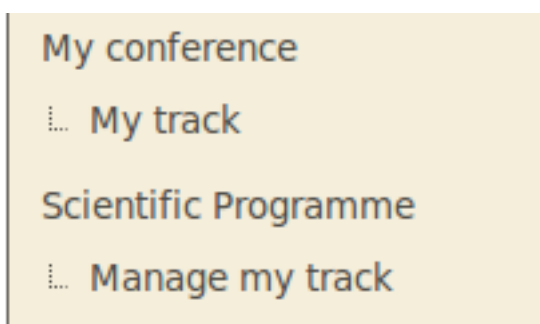 My conference
My track
Scientific Programme
Manage my track